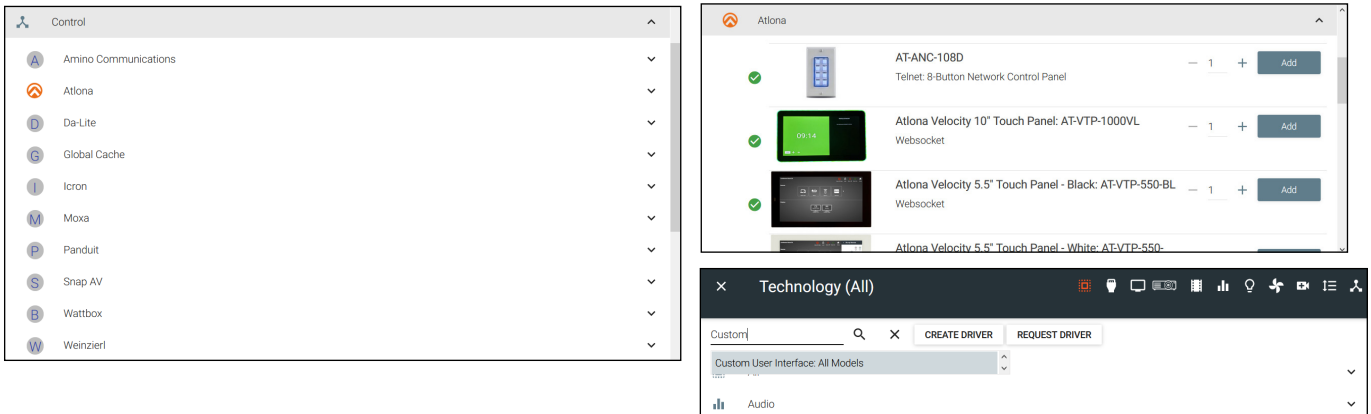 Control
A Amino Communications
Atlona
D Da-Lite
G Global Cache
I Icron
M Moxa
P Panduit
S Snap AV
B Wattbox
W Weinzierl
Atlona
AT-ANC-108D
Telnet: 8-Button Network Control Panel
1 Add
Atlona Velocity 10" Touch Panel: AT-VTP-1000VL
Websocket
09:14
1 Add
Atlona Velocity 5.5" Touch Panel - Black: AT-VTP-550-BL
Websocket
1 Add
Atlona Velocity 5.5" Touch Panel - White: AT-VTP-550-
Technology (All)
Custom
CREATE DRIVER REQUEST DRIVER
Custom User Interface: All Models
Audio